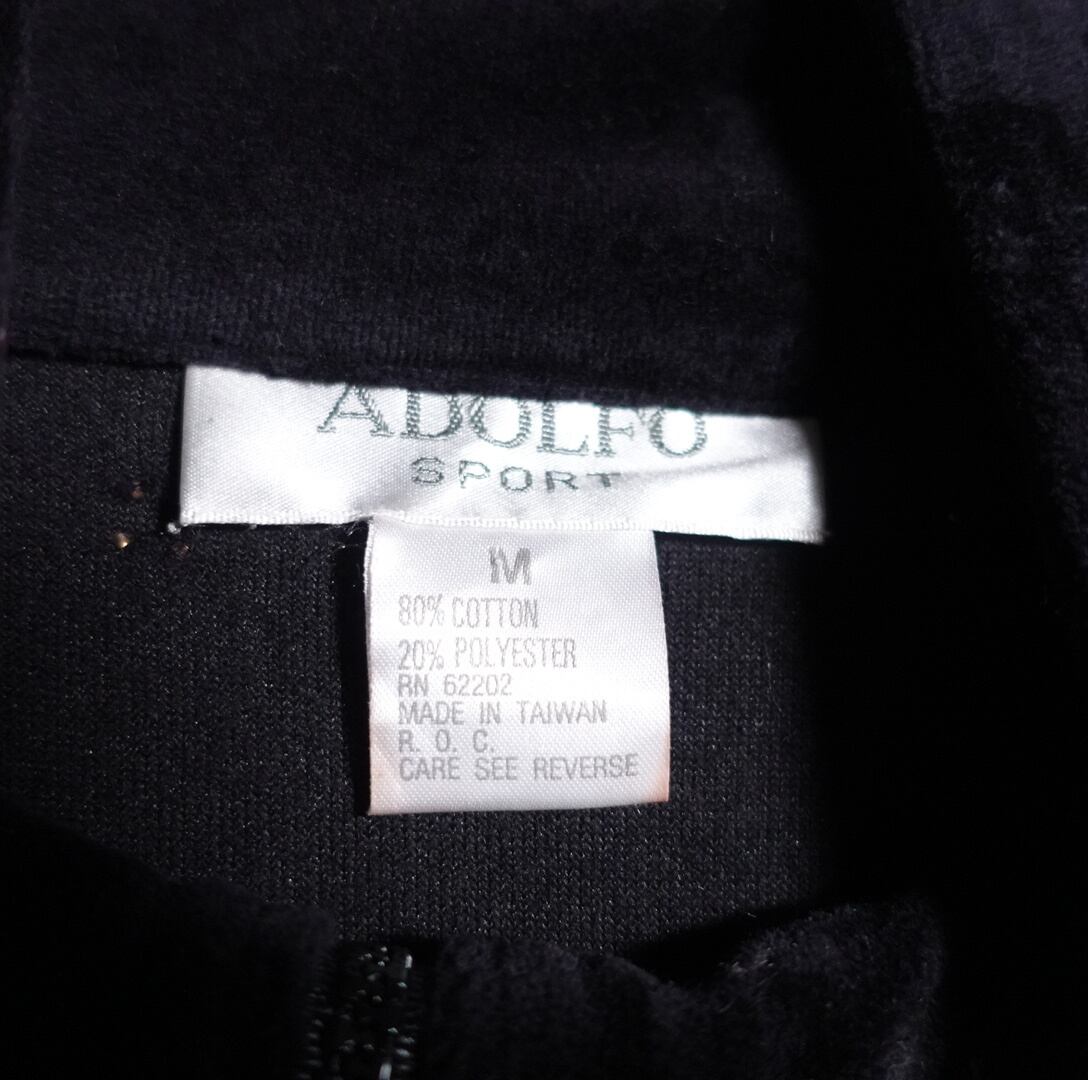 ADOLFO
SPORT
M
80% COTTON
20% POLYESTER
RN 62202
MADE IN TAIWAN
R. O. C.
CARE SEE REVERSE